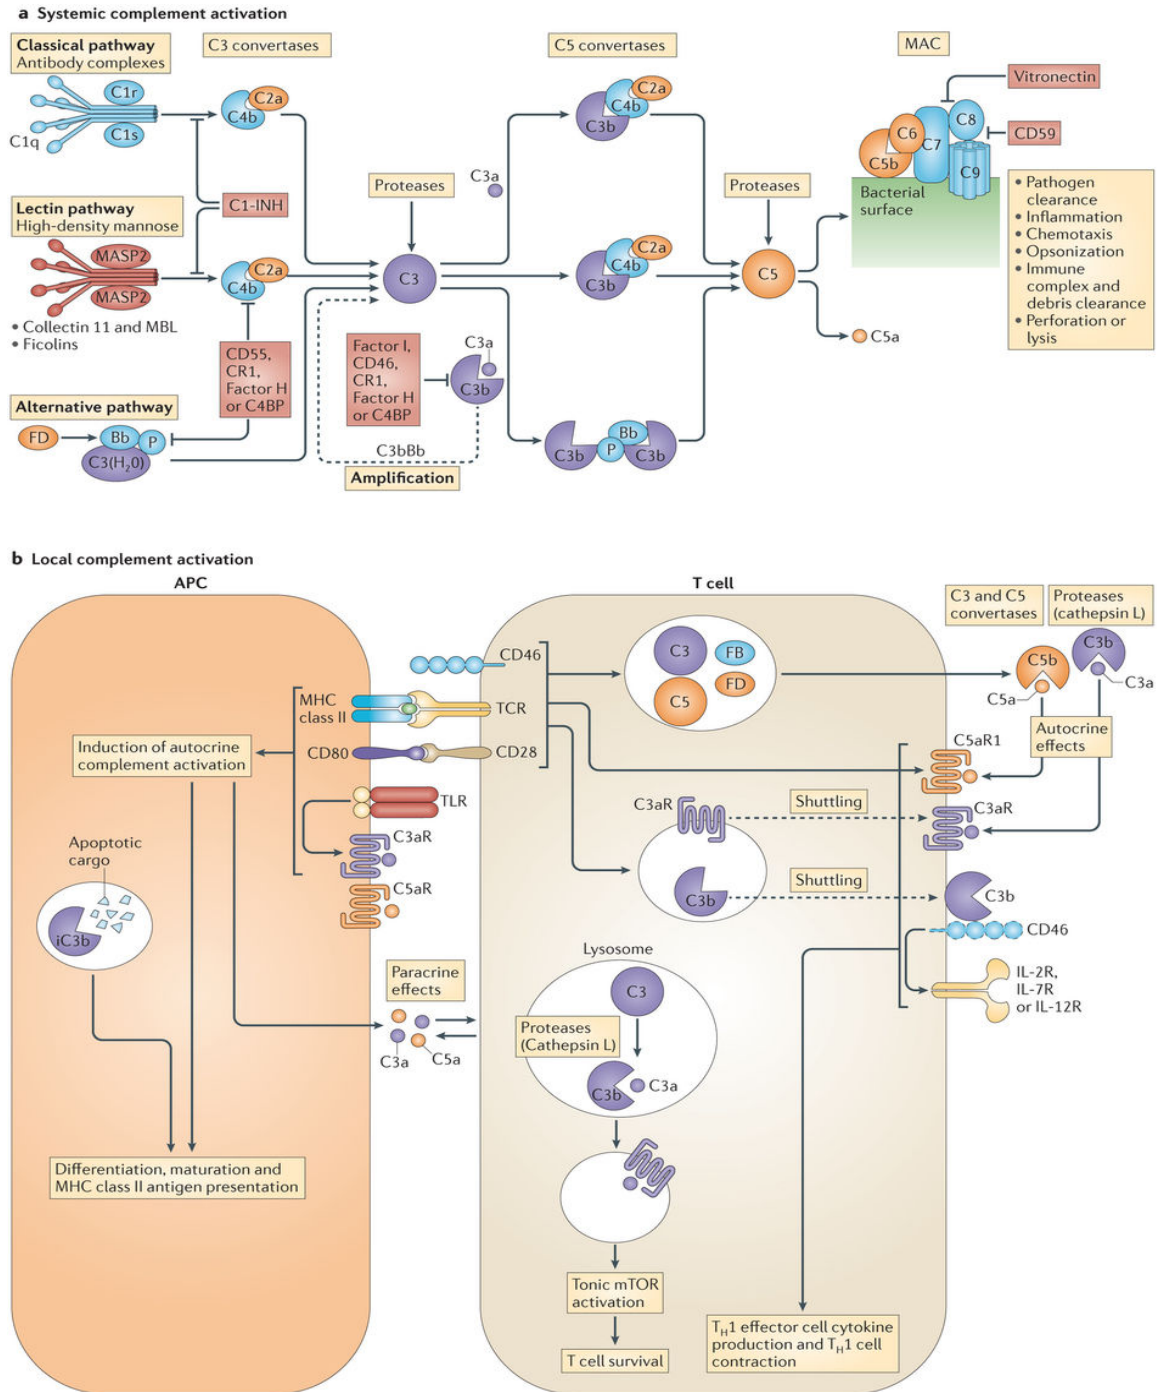 a Systemic complement activation
Classical pathway
Antibody complexes
C3 convertases
C5 convertases
MAC
C1r
C1s
C1q
C2a
C4b
C2a
C4b
C3b
Vitronectin
C8
C6
C7
C5b
C9
CD59
Proteases
C3a
Proteases
Bacterial
surface
• Pathogen
clearance
• Inflammation
• Chemotaxis
• Opsonization
• Immune
complex and
debris clearance
• Perforation or
lysis
Lectin pathway
High-density mannose
C1-INH
MASP2
MASP2
C2a
C4b
C3
C2a
C4b
C3b
C5
C5a
• Collectin 11 and MBL
• Ficolins
CD55,
CR1,
Factor H
or C4BP
Factor I,
CD46,
CR1,
Factor H
or C4BP
C3a
C3b
Alternative pathway
FD
Bb
P
C3(H20)
C3bBb
Amplification
C3b
P
Bb
C3b
b Local complement activation
APC
T cell
C3 and C5
convertases
Proteases
(cathepsin L)
CD46
C3
FB
FD
C5
C5b
C5a
C3b
C3a
MHC
class II
TCR
Induction of autocrine
complement activation
CD80
CD28
C5aR1
Autocrine
effects
TLR
C3aR
Shuttling
C3aR
C3aR
Apoptotic
cargo
C5aR
C3b
Shuttling
C3b
iC3b
CD46
Lysosome
IL-2R,
IL-7R
or IL-12R
Paracrine
effects
C3
Proteases
(Cathepsin L)
C3a
C5a
C3b
C3a
Differentiation, maturation and
MHC class II antigen presentation
Tonic mTOR
activation
TH1 effector cell cytokine
production and TH1 cell
contraction
T cell survival